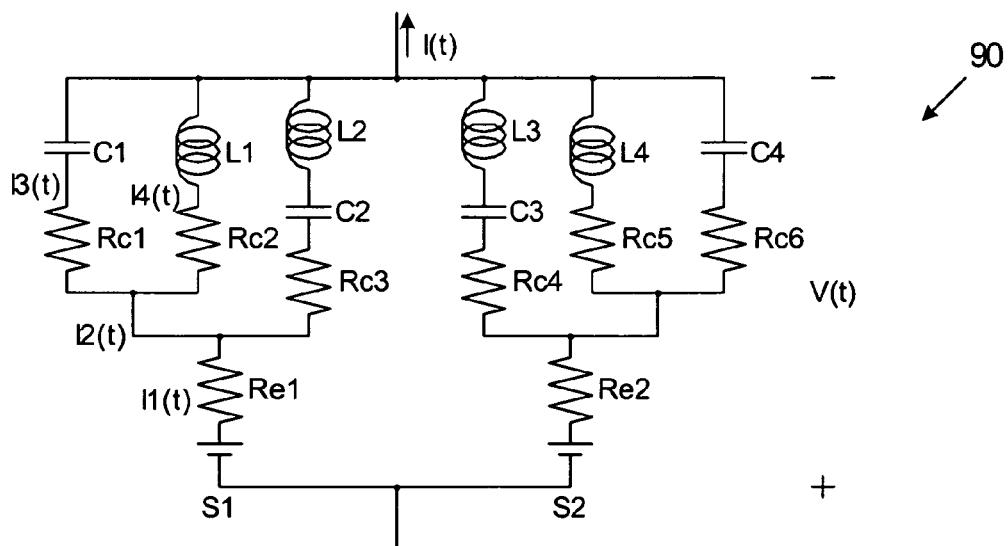 I(t)
90
C1
L1
L2
L3
L4
C4
I3(t)
I4(t)
C2
C3
Rc1
Rc2
Rc3
Rc4
Rc5
Rc6
V(t)
I2(t)
I1(t)
Re1
Re2
S1
S2
−
+